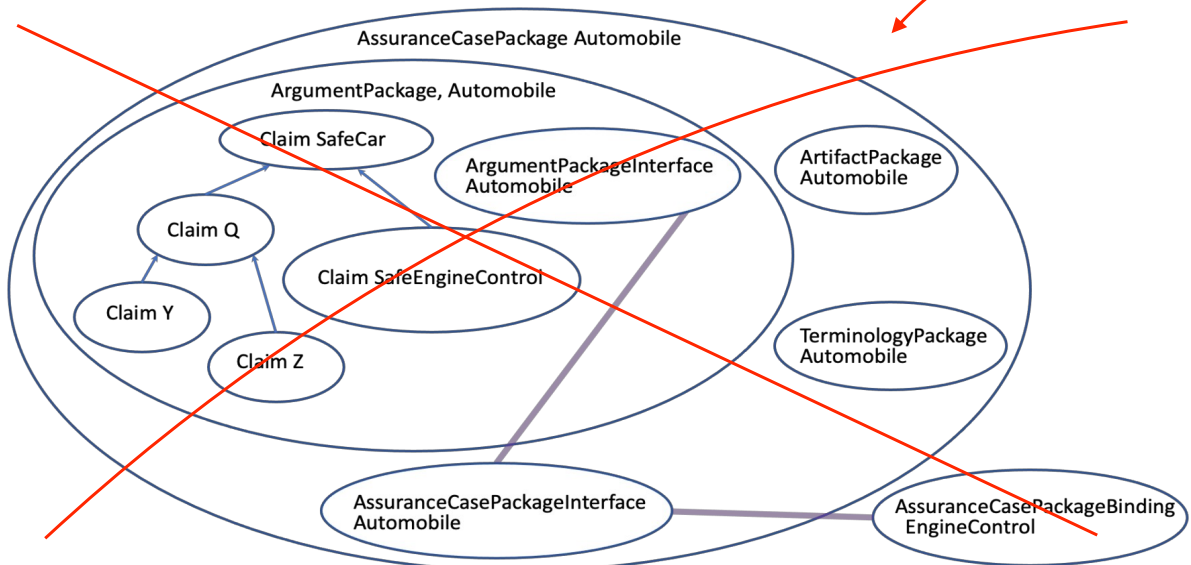 AssuranceCasePackage Automobile
ArgumentPackage, Automobile
Claim SafeCar
ArgumentPackageInterface
Automobile
ArtifactPackage
Automobile
Claim Q
Claim SafeEngineControl
Claim Y
Claim Z
TerminologyPackage
Automobile
AssuranceCasePackageInterface
Automobile
AssuranceCasePackageBinding
EngineControl